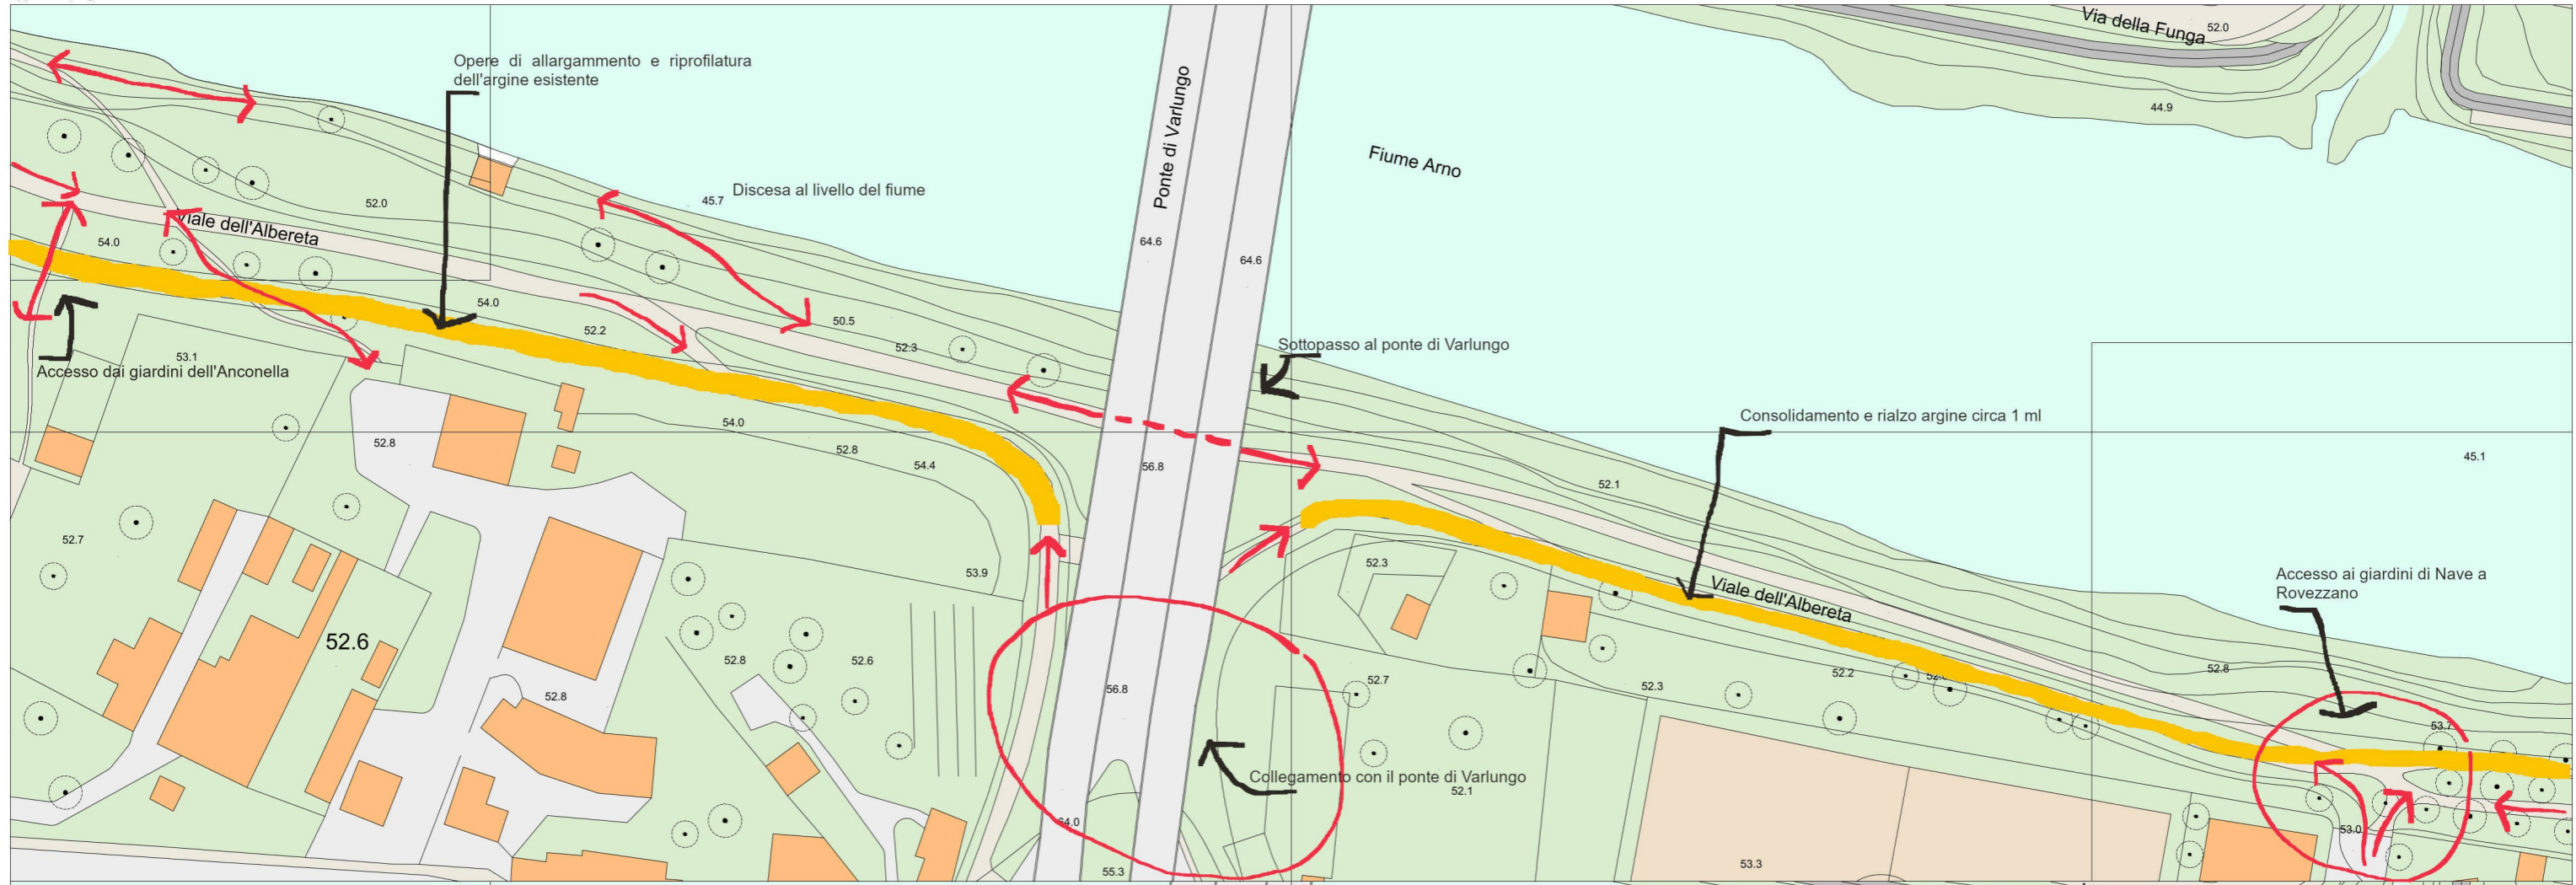 Via della Funga
52.0
Opere di allargammento e riprofilatura
dell'argine esistente
Ponte di Varlungo
44.9
Fiume Arno
Discesa al livello del fiume
45.7
52.0
Viale dell'Albereta
54.0
64.6
64.6
54.0
52.2
50.5
52.3
Sottopasso al ponte di Varlungo
53.1
Accesso dai giardini dell'Anconella
Consolidamento e rialzo argine circa 1 ml
54.0
52.8
52.8
54.4
56.8
45.1
52.1
52.7
53.9
52.3
Accesso ai giardini di Nave a
Rovezzano
Viale dell'Albereta
52.6
52.8
52.6
52.8
56.8
52.7
52.3
52.2
52.8
53.7
Collegamento con il ponte di Varlungo
52.1
64.0
53.0
55.3
53.3